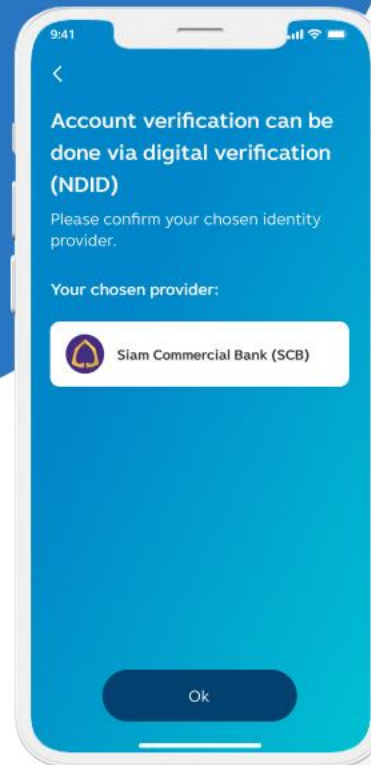 9:41
Account verification can be
done via digital verification
(NDID)
Please confirm your chosen identity
provider.
Your chosen provider:
Siam Commercial Bank (SCB)
Ok